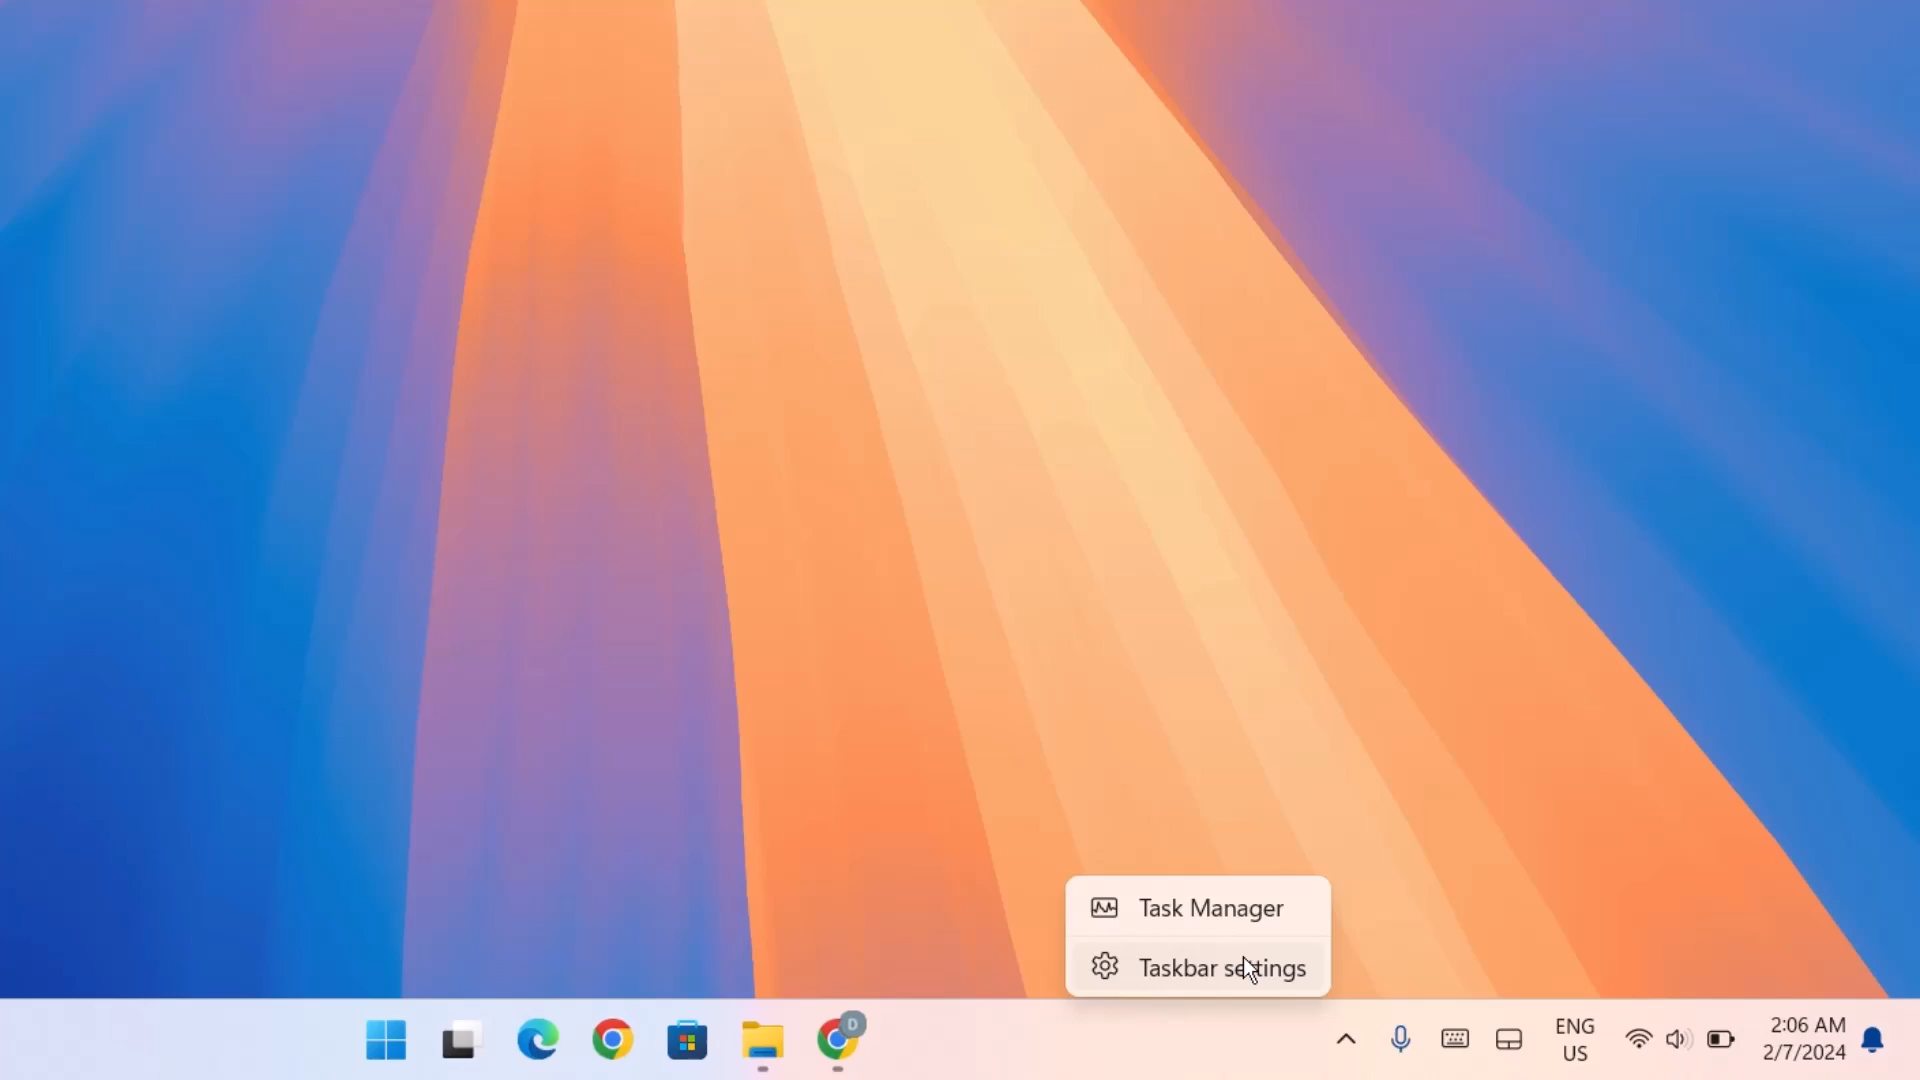 Task Manager
Taskbar settings
D
ENG
US
2:06 AM
2/7/2024